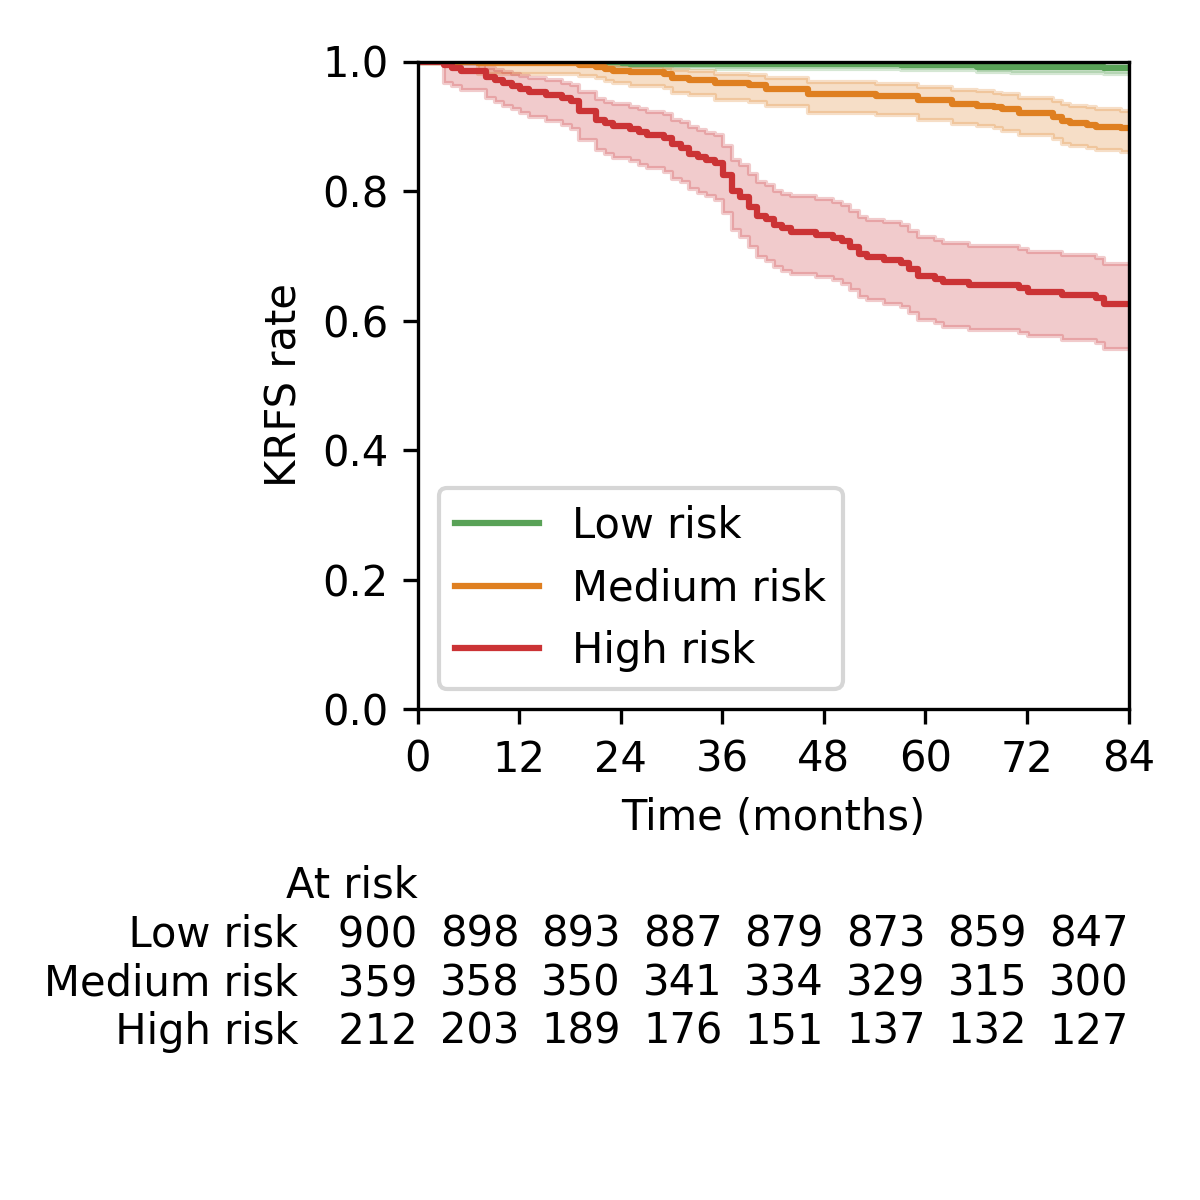 1.0
0.8
0.6
0.4
0.2
0.0
KRFS rate
Low risk
Medium risk
High risk
0 12 24 36 48 60 72 84
Time (months)
At risk
Low risk 900 898 893 887 879 873 859 847
Medium risk 359 358 350 341 334 329 315 300
High risk 212 203 189 176 151 137 132 127